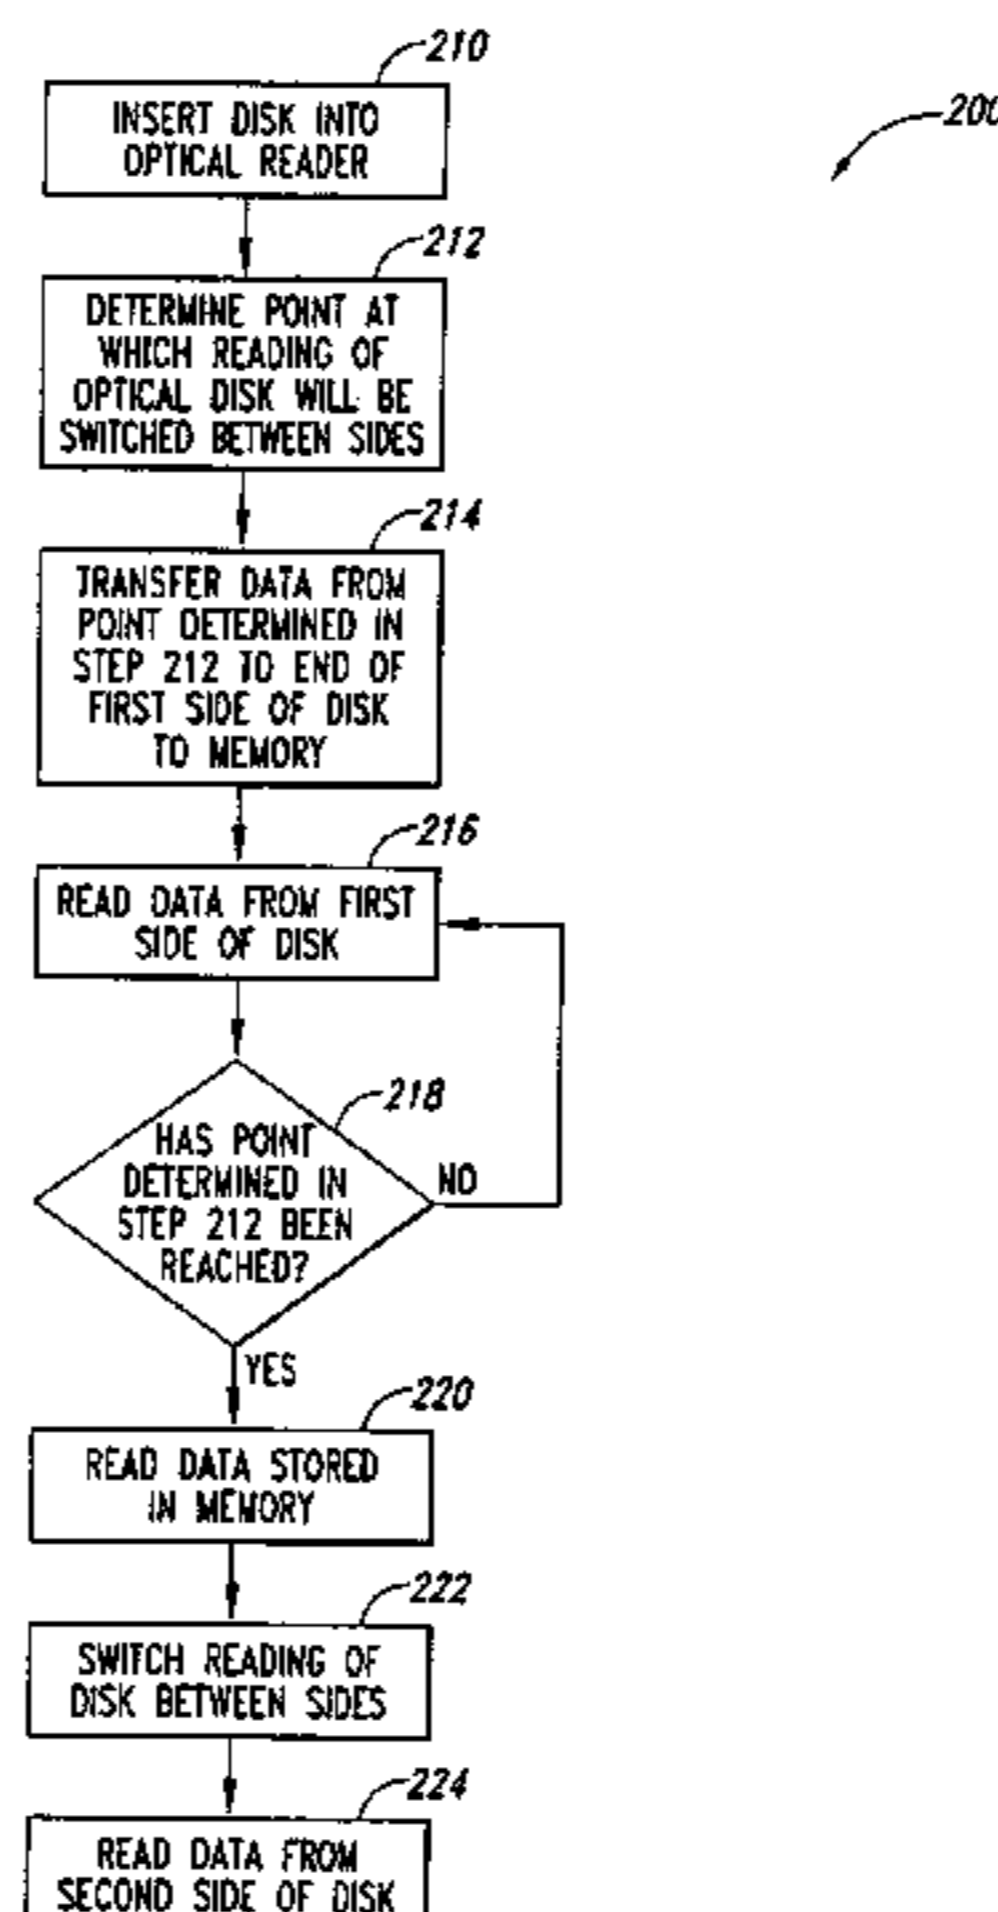 210
200
INSERT DISK INTO
OPTICAL READER
212
DETERMINE POINT AT
WHICH READING OF
OPTICAL DISK WILL BE
SWITCHED BETWEEN SIDES
214
TRANSFER DATA FROM
POINT DETERMINED IN
STEP 212 TO END OF
FIRST SIDE OF DISK
TO MEMORY
216
READ DATA FROM FIRST
SIDE OF DISK
218
HAS POINT
DETERMINED IN
STEP 212 BEEN
REACHED?
NO
YES
220
READ DATA STORED
IN MEMORY
222
SWITCH READING OF
DISK BETWEEN SIDES
224
READ DATA FROM
SECOND SIDE OF DISK